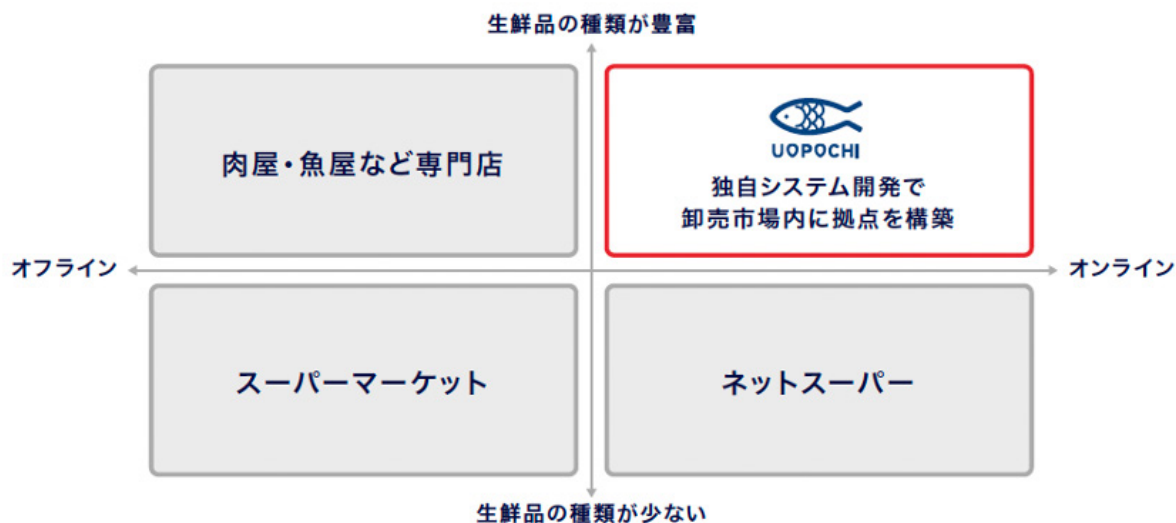 生鮮品の種類が豊富
肉屋・魚屋など専門店
UOPOCHI
独自システム開発で
卸売市場内に拠点を構築
オフライン
オンライン
スーパーマーケット
ネットスーパー
生鮮品の種類が少ない